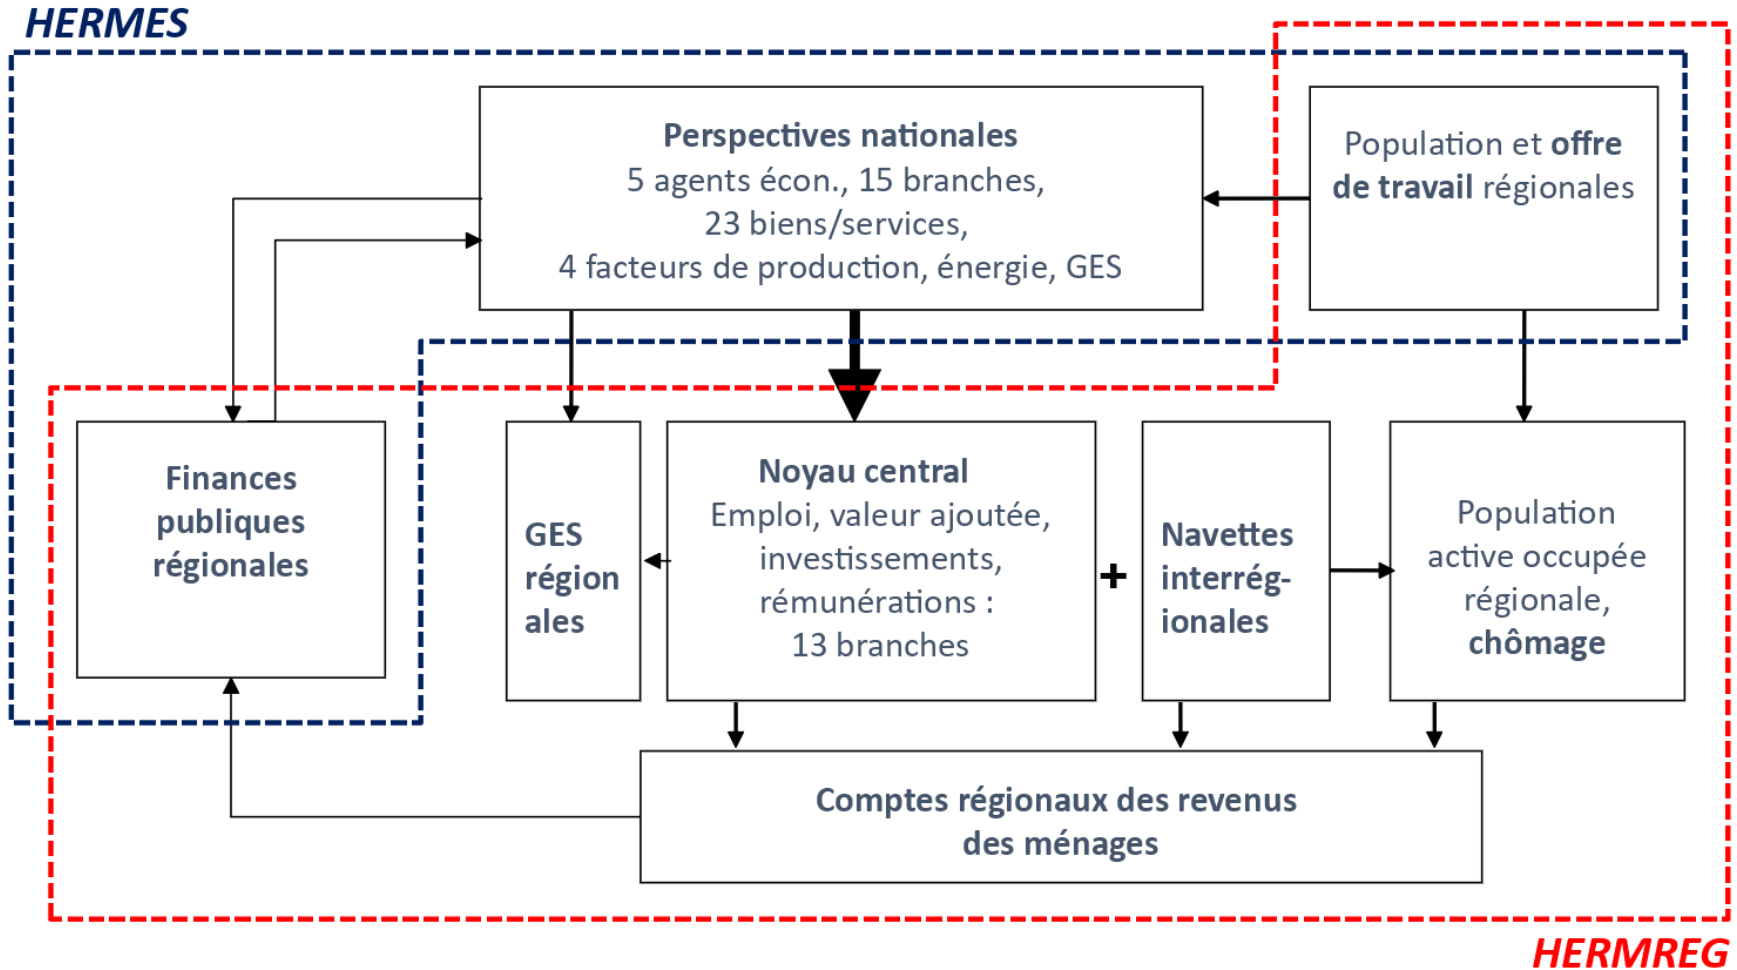 HERMES
Perspectives nationales
5 agents écon., 15 branches,
23 biens/services,
4 facteurs de production, énergie, GES
Population et offre
de travail régionales
Finances
publiques
régionales
GES
région
ales
Noyau central
Emploi, valeur ajoutée,
investissements,
rémunérations :
13 branches
+
Navettes
interrég-
ionales
Population
active occupée
régionale,
chômage
Comptes régionaux des revenus
des ménages
HERMREG